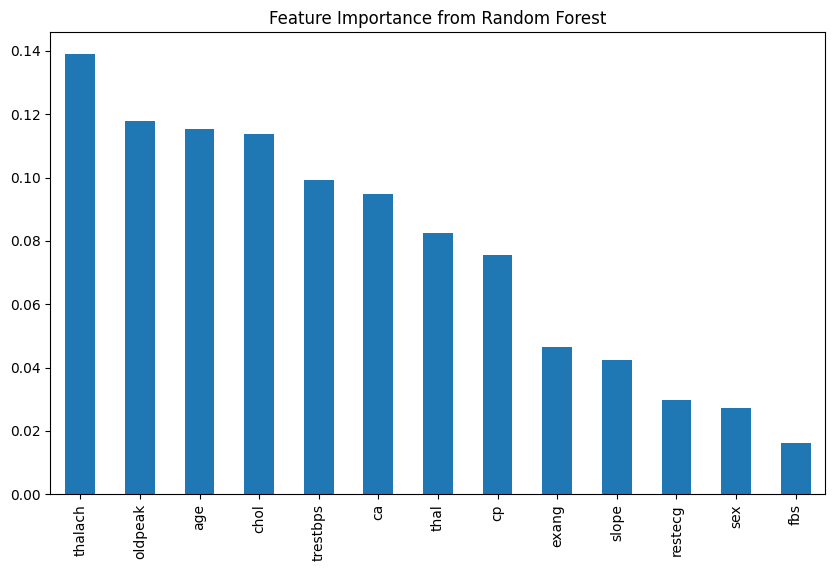 Feature Importance from Random Forest
0.14
0.12
0.10
0.08
0.06
0.04
0.02
0.00
thalach
oldpeak
age
chol
trestbps
ca
thal
cp
exang
slope
restecg
sex
fbs